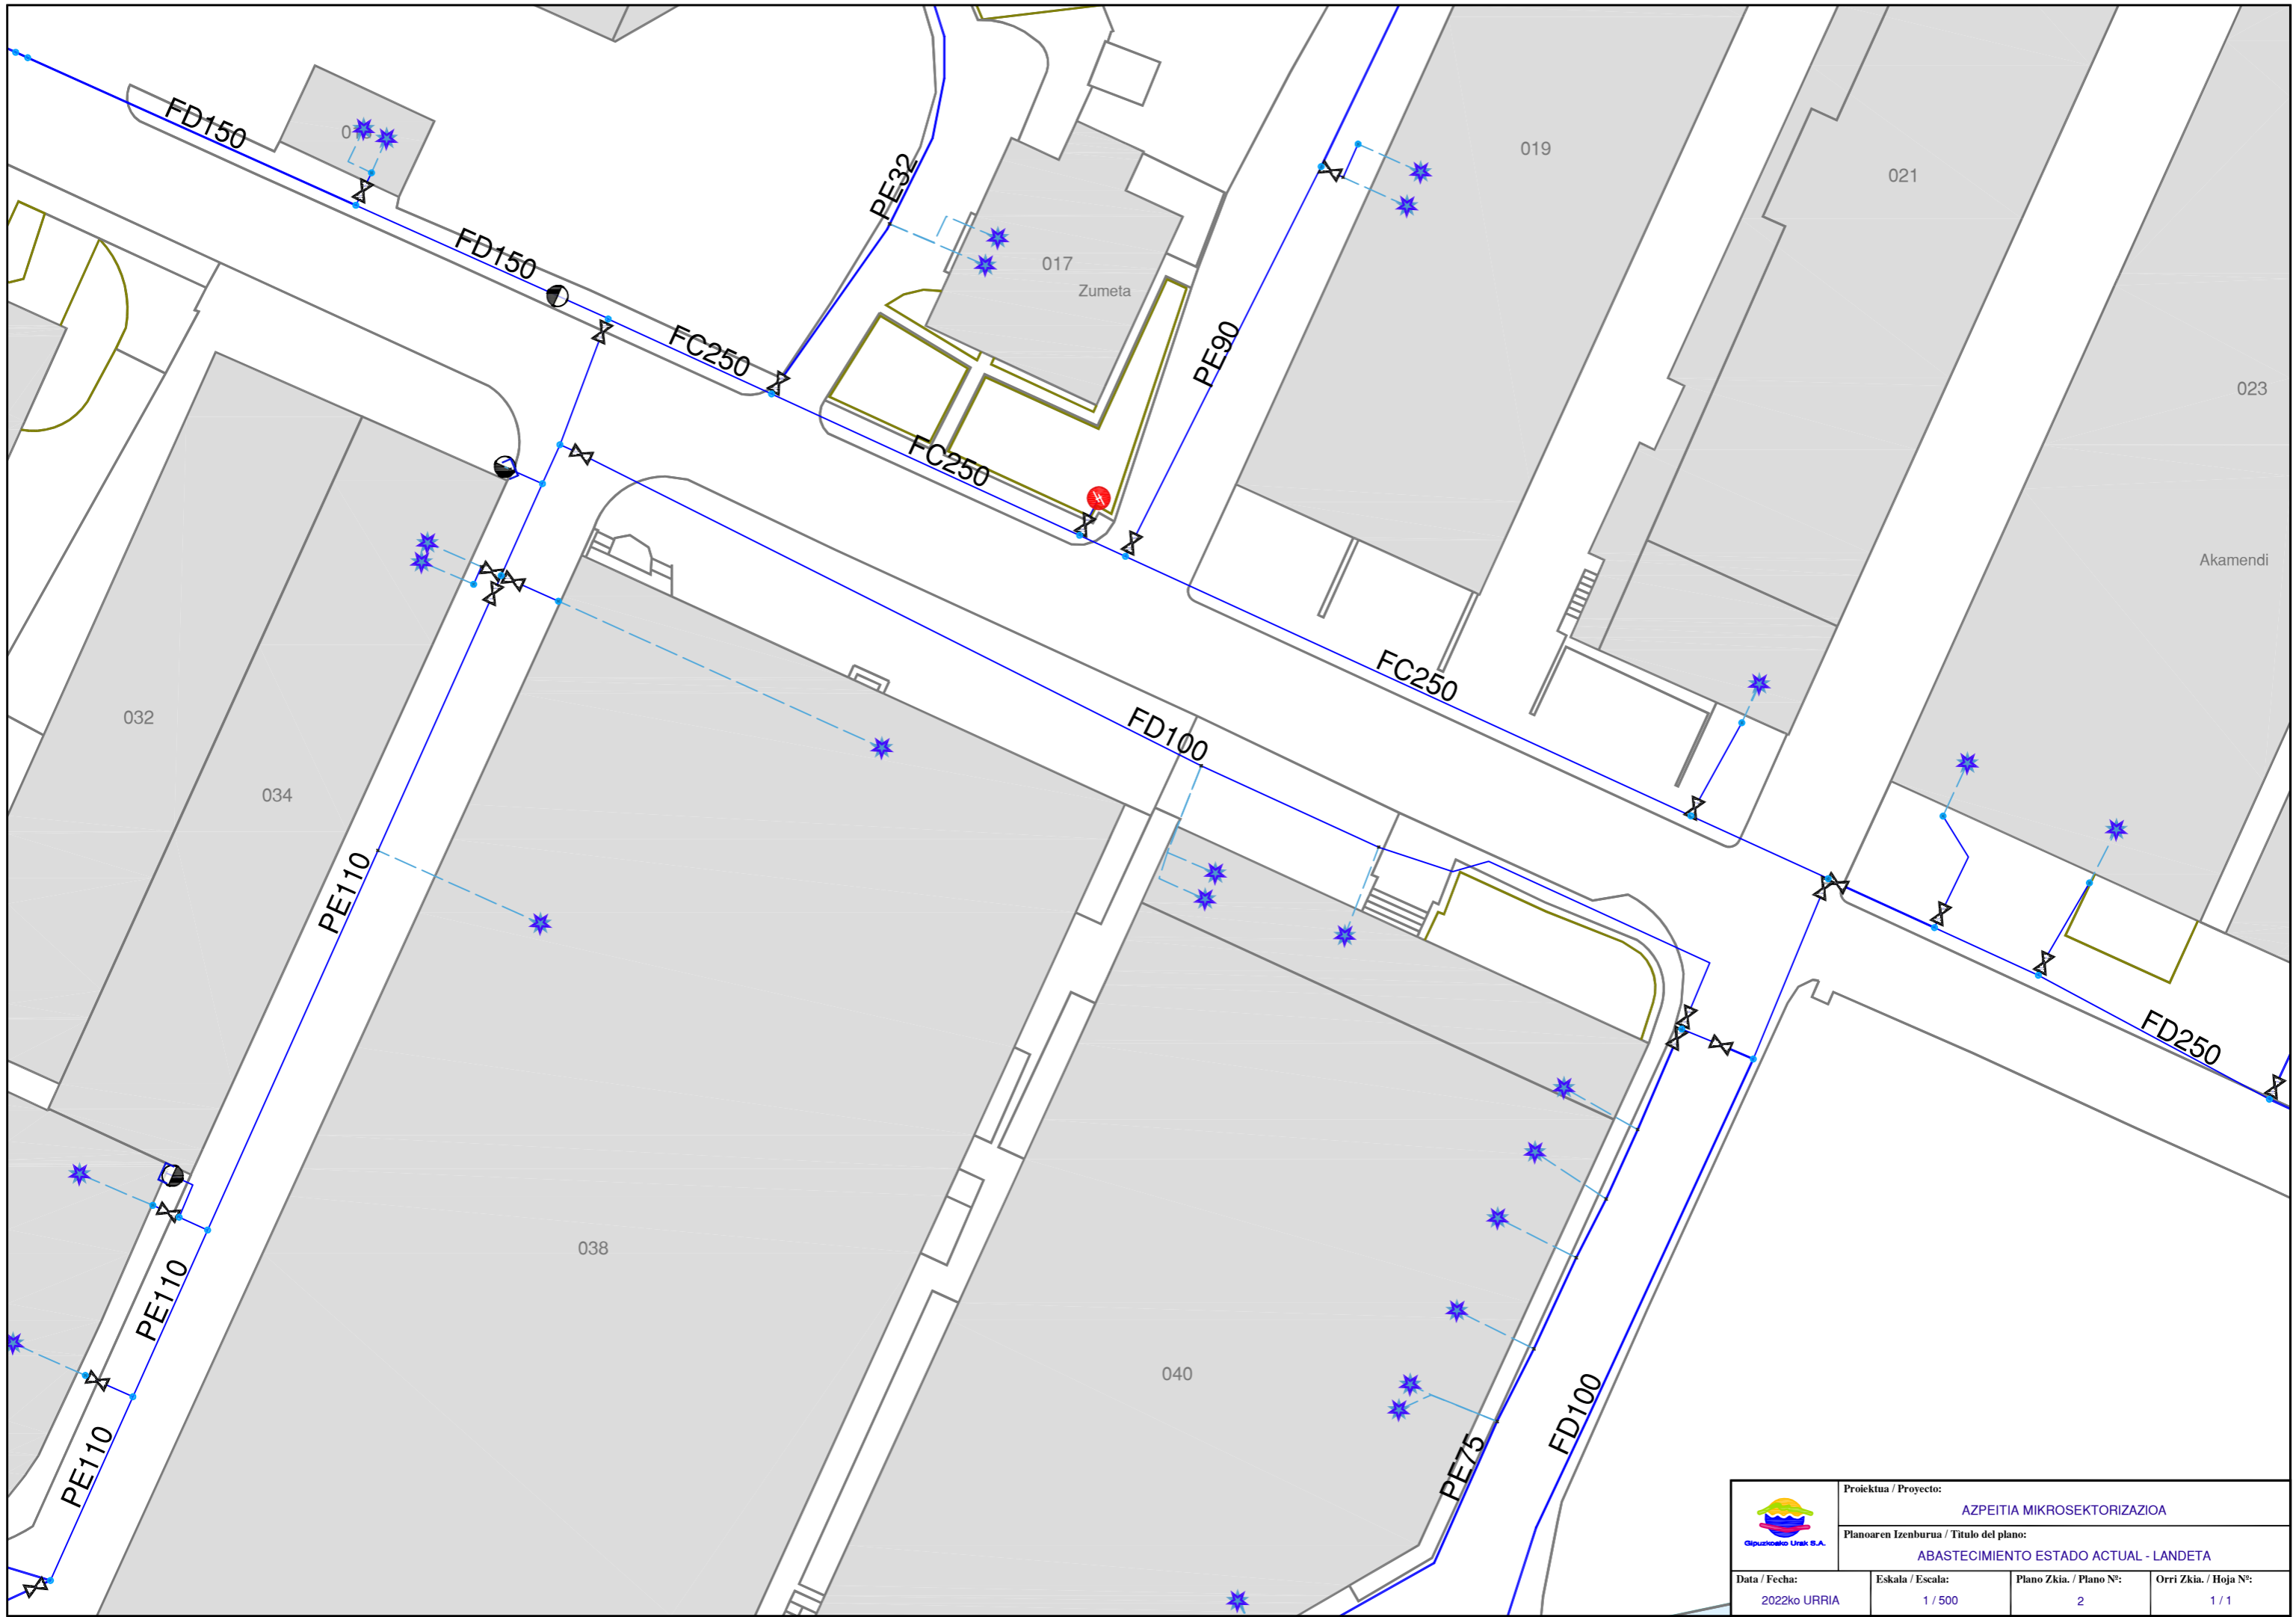 FD150
PE32
019
021
FD150
017
Zumeta
PE90
FC250
023
FC250
Akamendi
FC250
032
FD100
034
PE110
FD250
038
PE110
040
FD100
PE75
PE110
Gipuzkoako Urak S.A.
Proiektua / Proyecto:
AZPEITIA MIKROSEKTORIZAZIOA
Planoaren Izenburua / Titulo del plano:
ABASTECIMIENTO ESTADO ACTUAL - LANDETA
Data / Fecha:
2022ko URRIA
Eskala / Escala:
1 / 500
Plano Zkia. / Plano Nº:
2
Orri Zkia. / Hoja Nº:
1 / 1